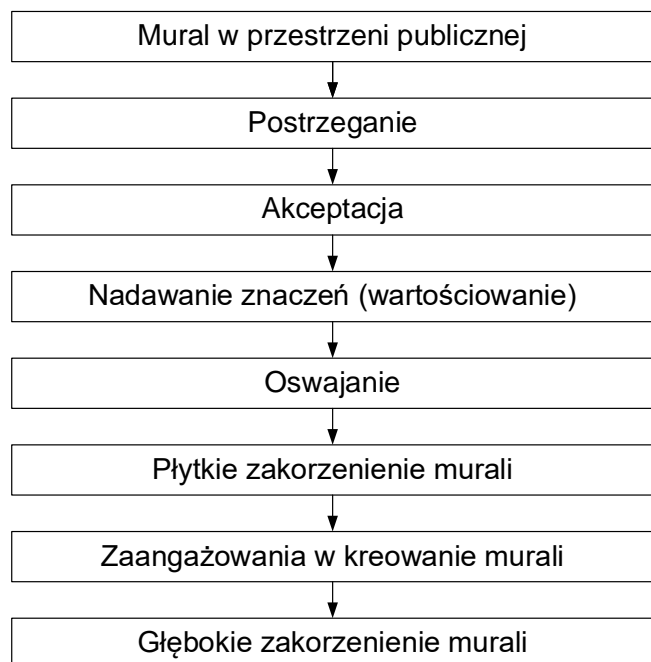 Mural w przestrzeni publicznej
Postrzeganie
Akceptacja
Nadawanie znaczeń (wartościowanie)
Oswajanie
Płytkie zakorzenienie murali
Zaangażowania w kreowanie murali
Głębokie zakorzenienie murali